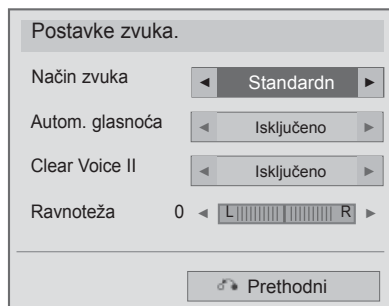 Postavke zvuka.
Način zvuka ◄ Standardn ►
Autom. glasnoća ◄ Isključeno ►
Clear Voice II ◄ Isključeno ►
Ravnoteža 0 ◄ L R ►
Prethodni